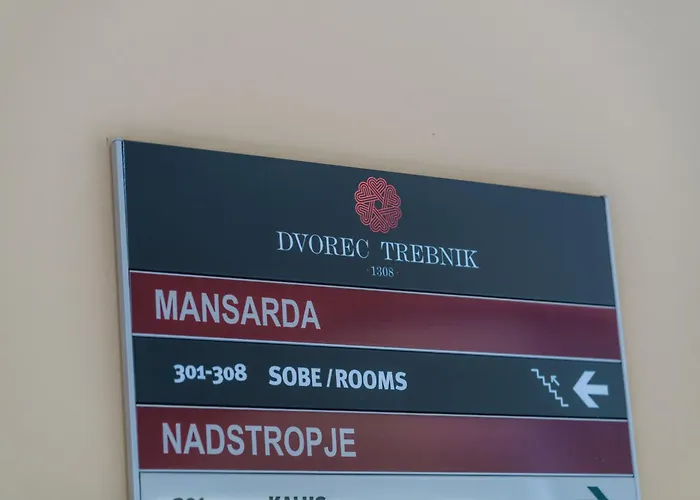 DVOREC TREBNIK
·1308·
MANSARDA
301-308 SOBE/ROOMS
NADSTROPJE